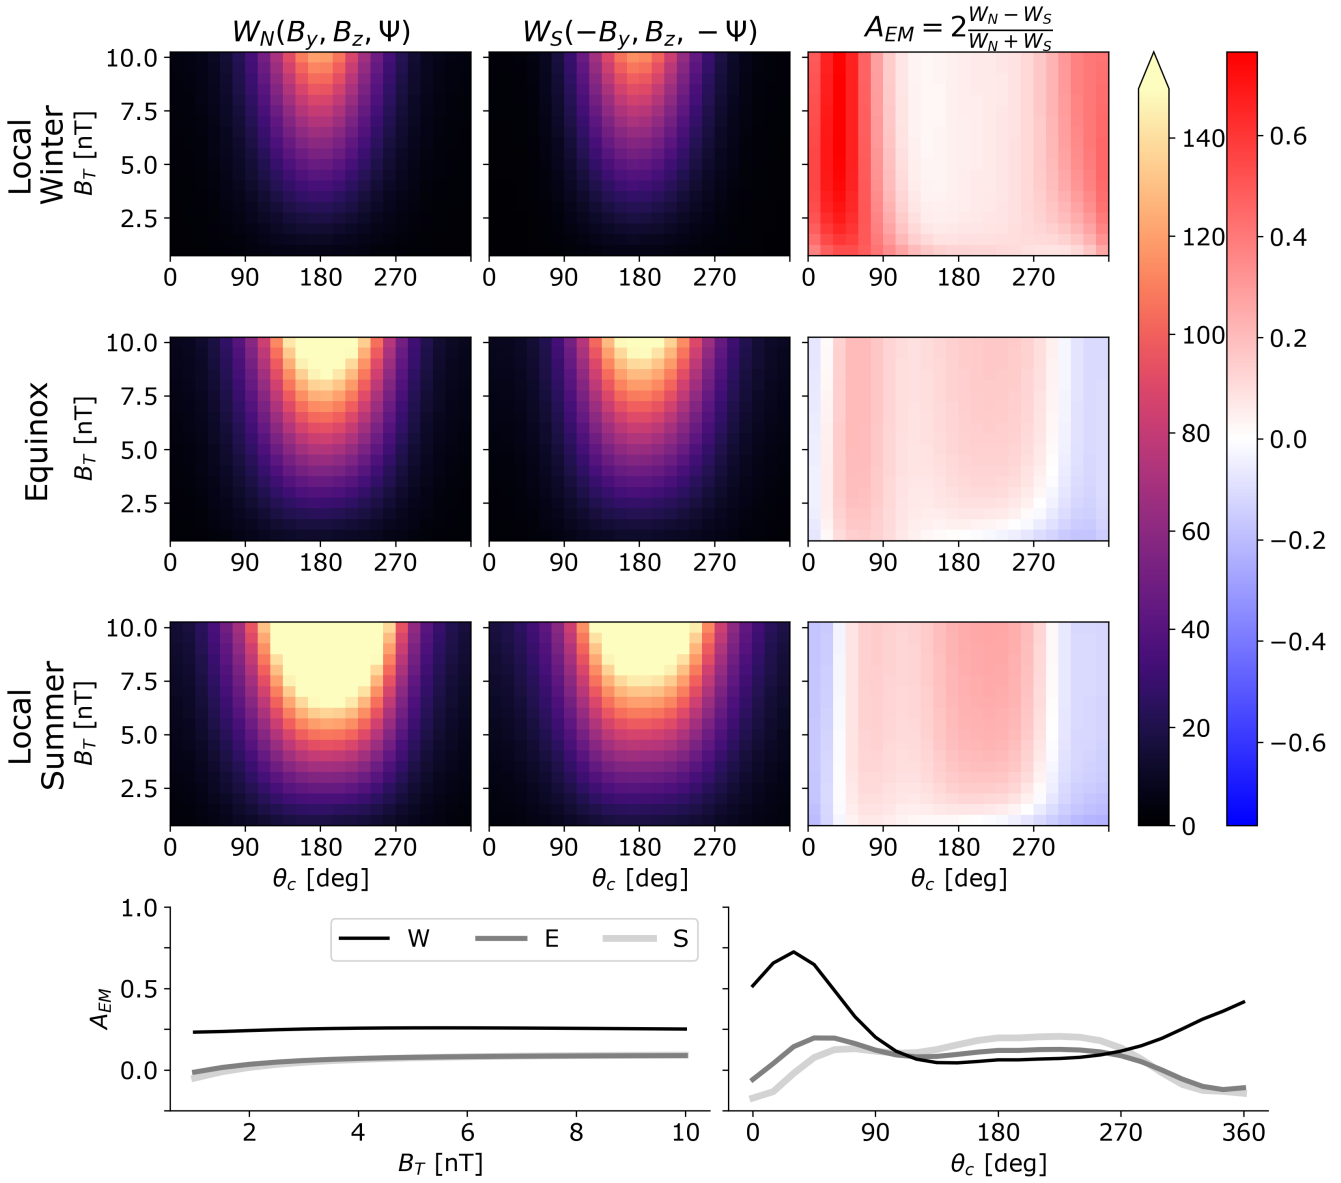 W_N(B_y, B_z, Ψ) W_S(−B_y, B_z, −Ψ) A_EM = 2 (W_N − W_S)/(W_N + W_S)
Local
Winter
B_T [nT]
10.0
7.5
5.0
2.5
0 90 180 270 0 90 180 270 0 90 180 270
Equinox
B_T [nT]
10.0
7.5
5.0
2.5
0 90 180 270 0 90 180 270 0 90 180 270
Local
Summer
B_T [nT]
10.0
7.5
5.0
2.5
0 90 180 270 0 90 180 270 0 90 180 270
θ_c [deg] θ_c [deg] θ_c [deg]
140
120
100
80
60
40
20
0
0.6
0.4
0.2
0.0
−0.2
−0.4
−0.6
A_EM
1.0
0.5
0.0
W E S
2 4 6 8 10
B_T [nT]
0 90 180 270 360
θ_c [deg]